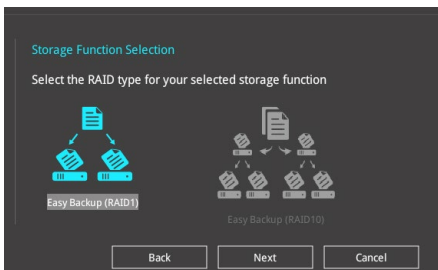 Storage Function Selection
Select the RAID type for your selected storage function
Easy Backup (RAID1)
Easy Backup (RAID10)
Back
Next
Cancel